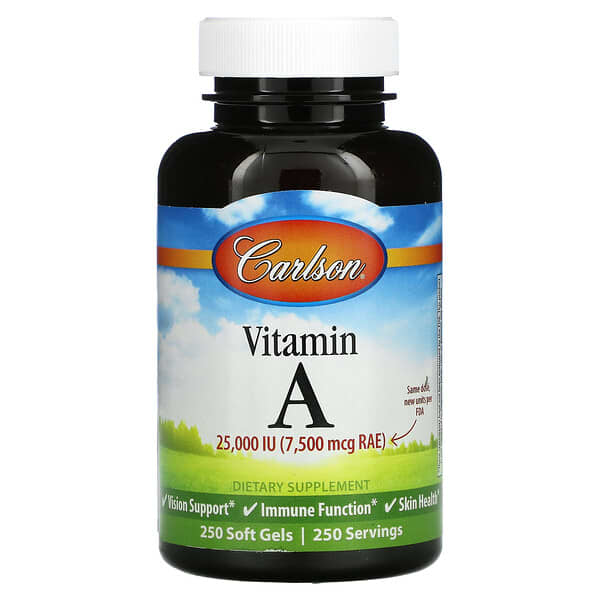 Carlson®
Vitamin
A
25,000 IU (7,500 mcg RAE)
Same dose,
new units per
FDA
DIETARY SUPPLEMENT
✓ Vision Support* ✓ Immune Function* ✓ Skin Health*
250 Soft Gels | 250 Servings